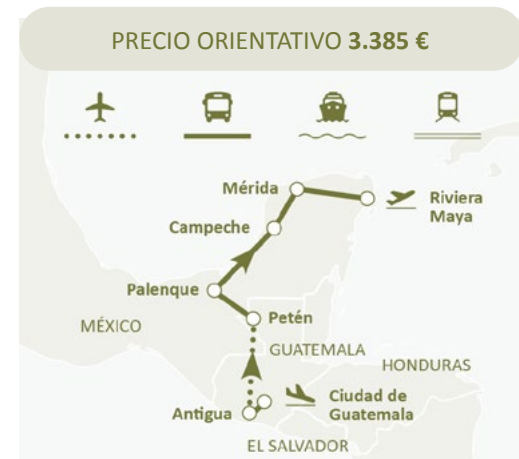 PRECIO ORIENTATIVO 3.385 €
Mérida
Riviera
Maya
Campeche
Palenque
Petén
MÉXICO
GUATEMALA
HONDURAS
Ciudad de
Guatemala
Antigua
EL SALVADOR